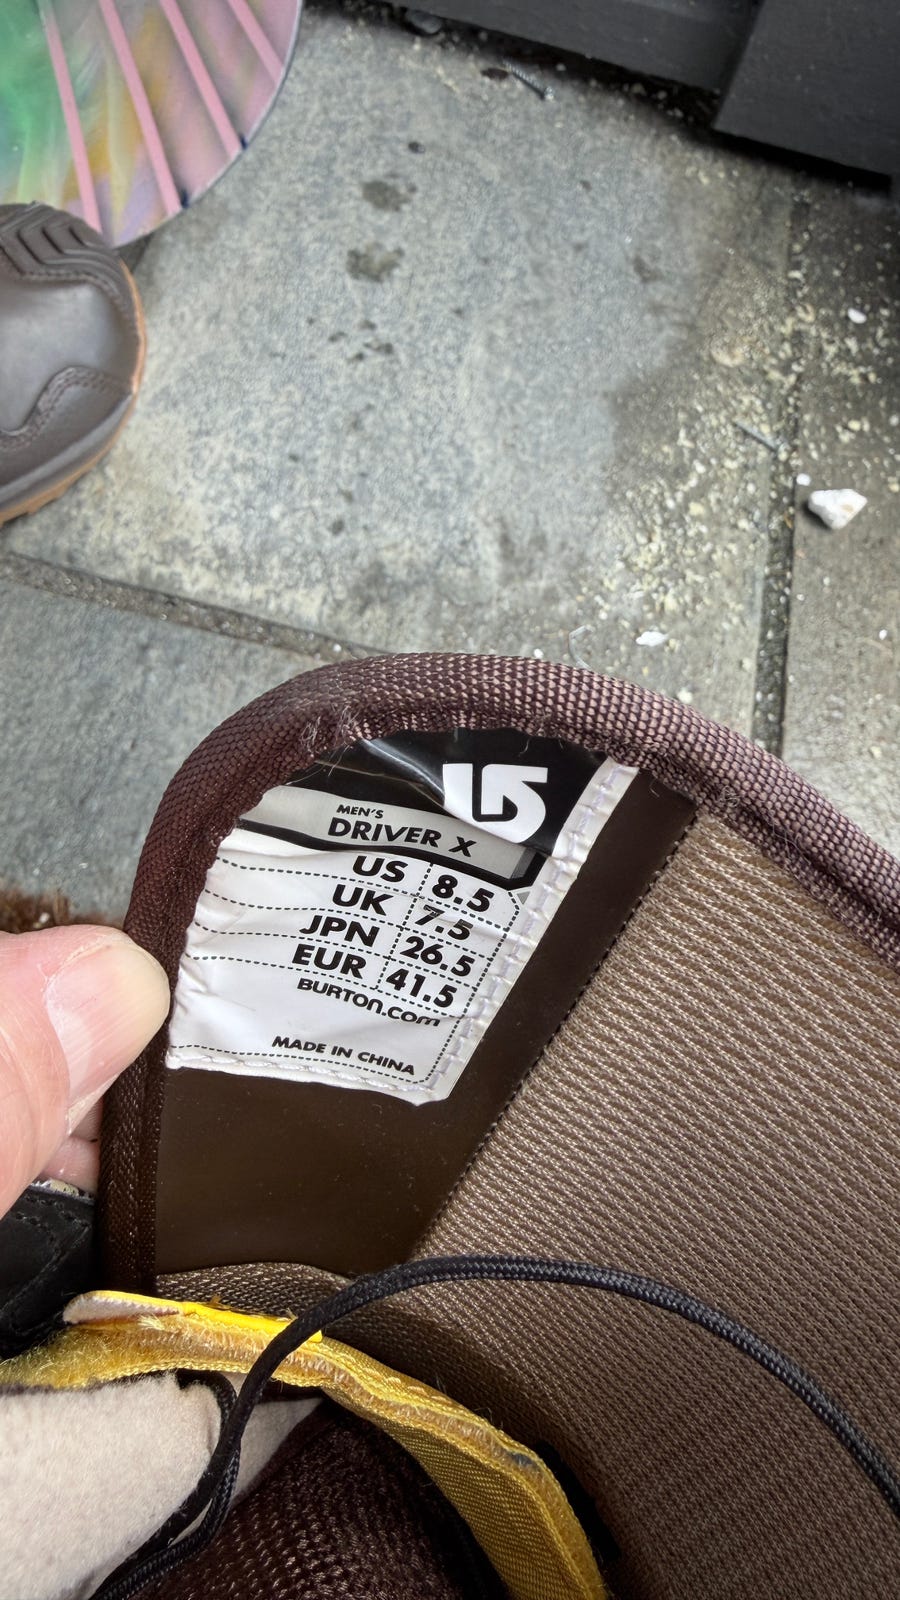 MEN'S
DRIVER X
US 8.5
UK 7.5
JPN 26.5
EUR 41.5
BURTON.COM
MADE IN CHINA